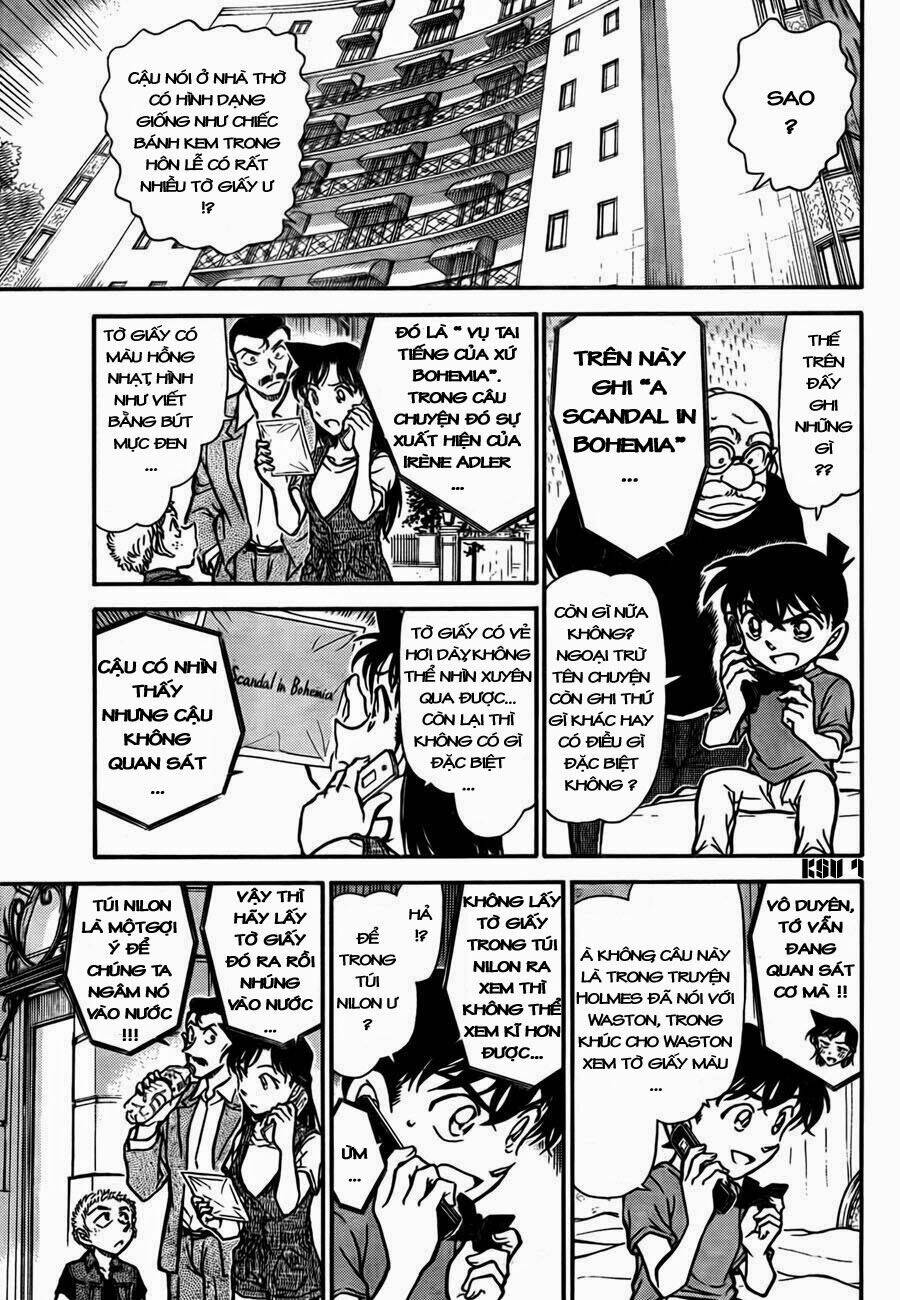 SAO
?
CẬU NÓI Ở NHÀ THỜ
CÓ HÌNH DẠNG
GIỐNG NHƯ CHIẾC
BÁNH KEM TRONG
HÔN LỄ CÓ RẤT
NHIỀU TỜ GIẤY Ư
!?
THẾ
TRÊN
ĐẤY
GHI
NHỮNG
GÌ
??
TRÊN NÀY
GHI "A
SCANDAL IN
BOHEMIA"
...
CÒN GÌ NỮA
KHÔNG?
NGOẠI TRỪ
TÊN CHUYỆN
CÒN GHI THỨ
GÌ KHÁC HAY
CÓ ĐIỀU GÌ
ĐẶC BIỆT
KHÔNG ?
ĐÓ LÀ " VỤ TAI
TIẾNG CỦA XỨ
BOHEMIA".
TRONG CÂU
CHUYỆN ĐÓ SỰ
XUẤT HIỆN CỦA
IRÈNE ADLER
...
TỜ GIẤY CÓ
MÀU HỒNG
NHẠT, HÌNH
NHƯ VIẾT
BẰNG BÚT
MỰC ĐEN
...
TỜ GIẤY CÓ VẺ
HƠI DÀY, KHÔNG
THỂ NHÌN XUYÊN
QUA ĐƯỢC...
CÒN LẠI THÌ
KHÔNG CÓ GÌ
ĐẶC BIỆT
...
Scandal in Bohemia
CẬU CÓ NHÌN
THẤY
NHƯNG CẬU
KHÔNG
QUAN SÁT
...
KSU 7
VÔ DUYÊN,
TỚ VẪN
ĐANG
QUAN SÁT
CƠ MÀ !!
À KHÔNG, CÂU NÀY
LÀ TRONG TRUYỆN
HOLMES ĐÃ NÓI VỚI
WASTON, TRONG
KHÚC CHO WASTON
XEM TỜ GIẤY MÀU
...
KHÔNG LẤY
TỜ GIẤY
TRONG TÚI
NILON RA
XEM THÌ
KHÔNG THỂ
XEM KĨ HƠN
ĐƯỢC...
HẢ
!?
ĐỂ
TRONG
TÚI
NILON Ư
?
ỪM
...
VẬY THÌ
HÃY LẤY
TỜ GIẤY
ĐÓ RA RỒI
NHÚNG
VÀO NƯỚC
...
TÚI NILON
LÀ MỘTGỢI
Ý ĐỂ
CHÚNG TA
NGÂM NÓ
VÀO NƯỚC
!!!